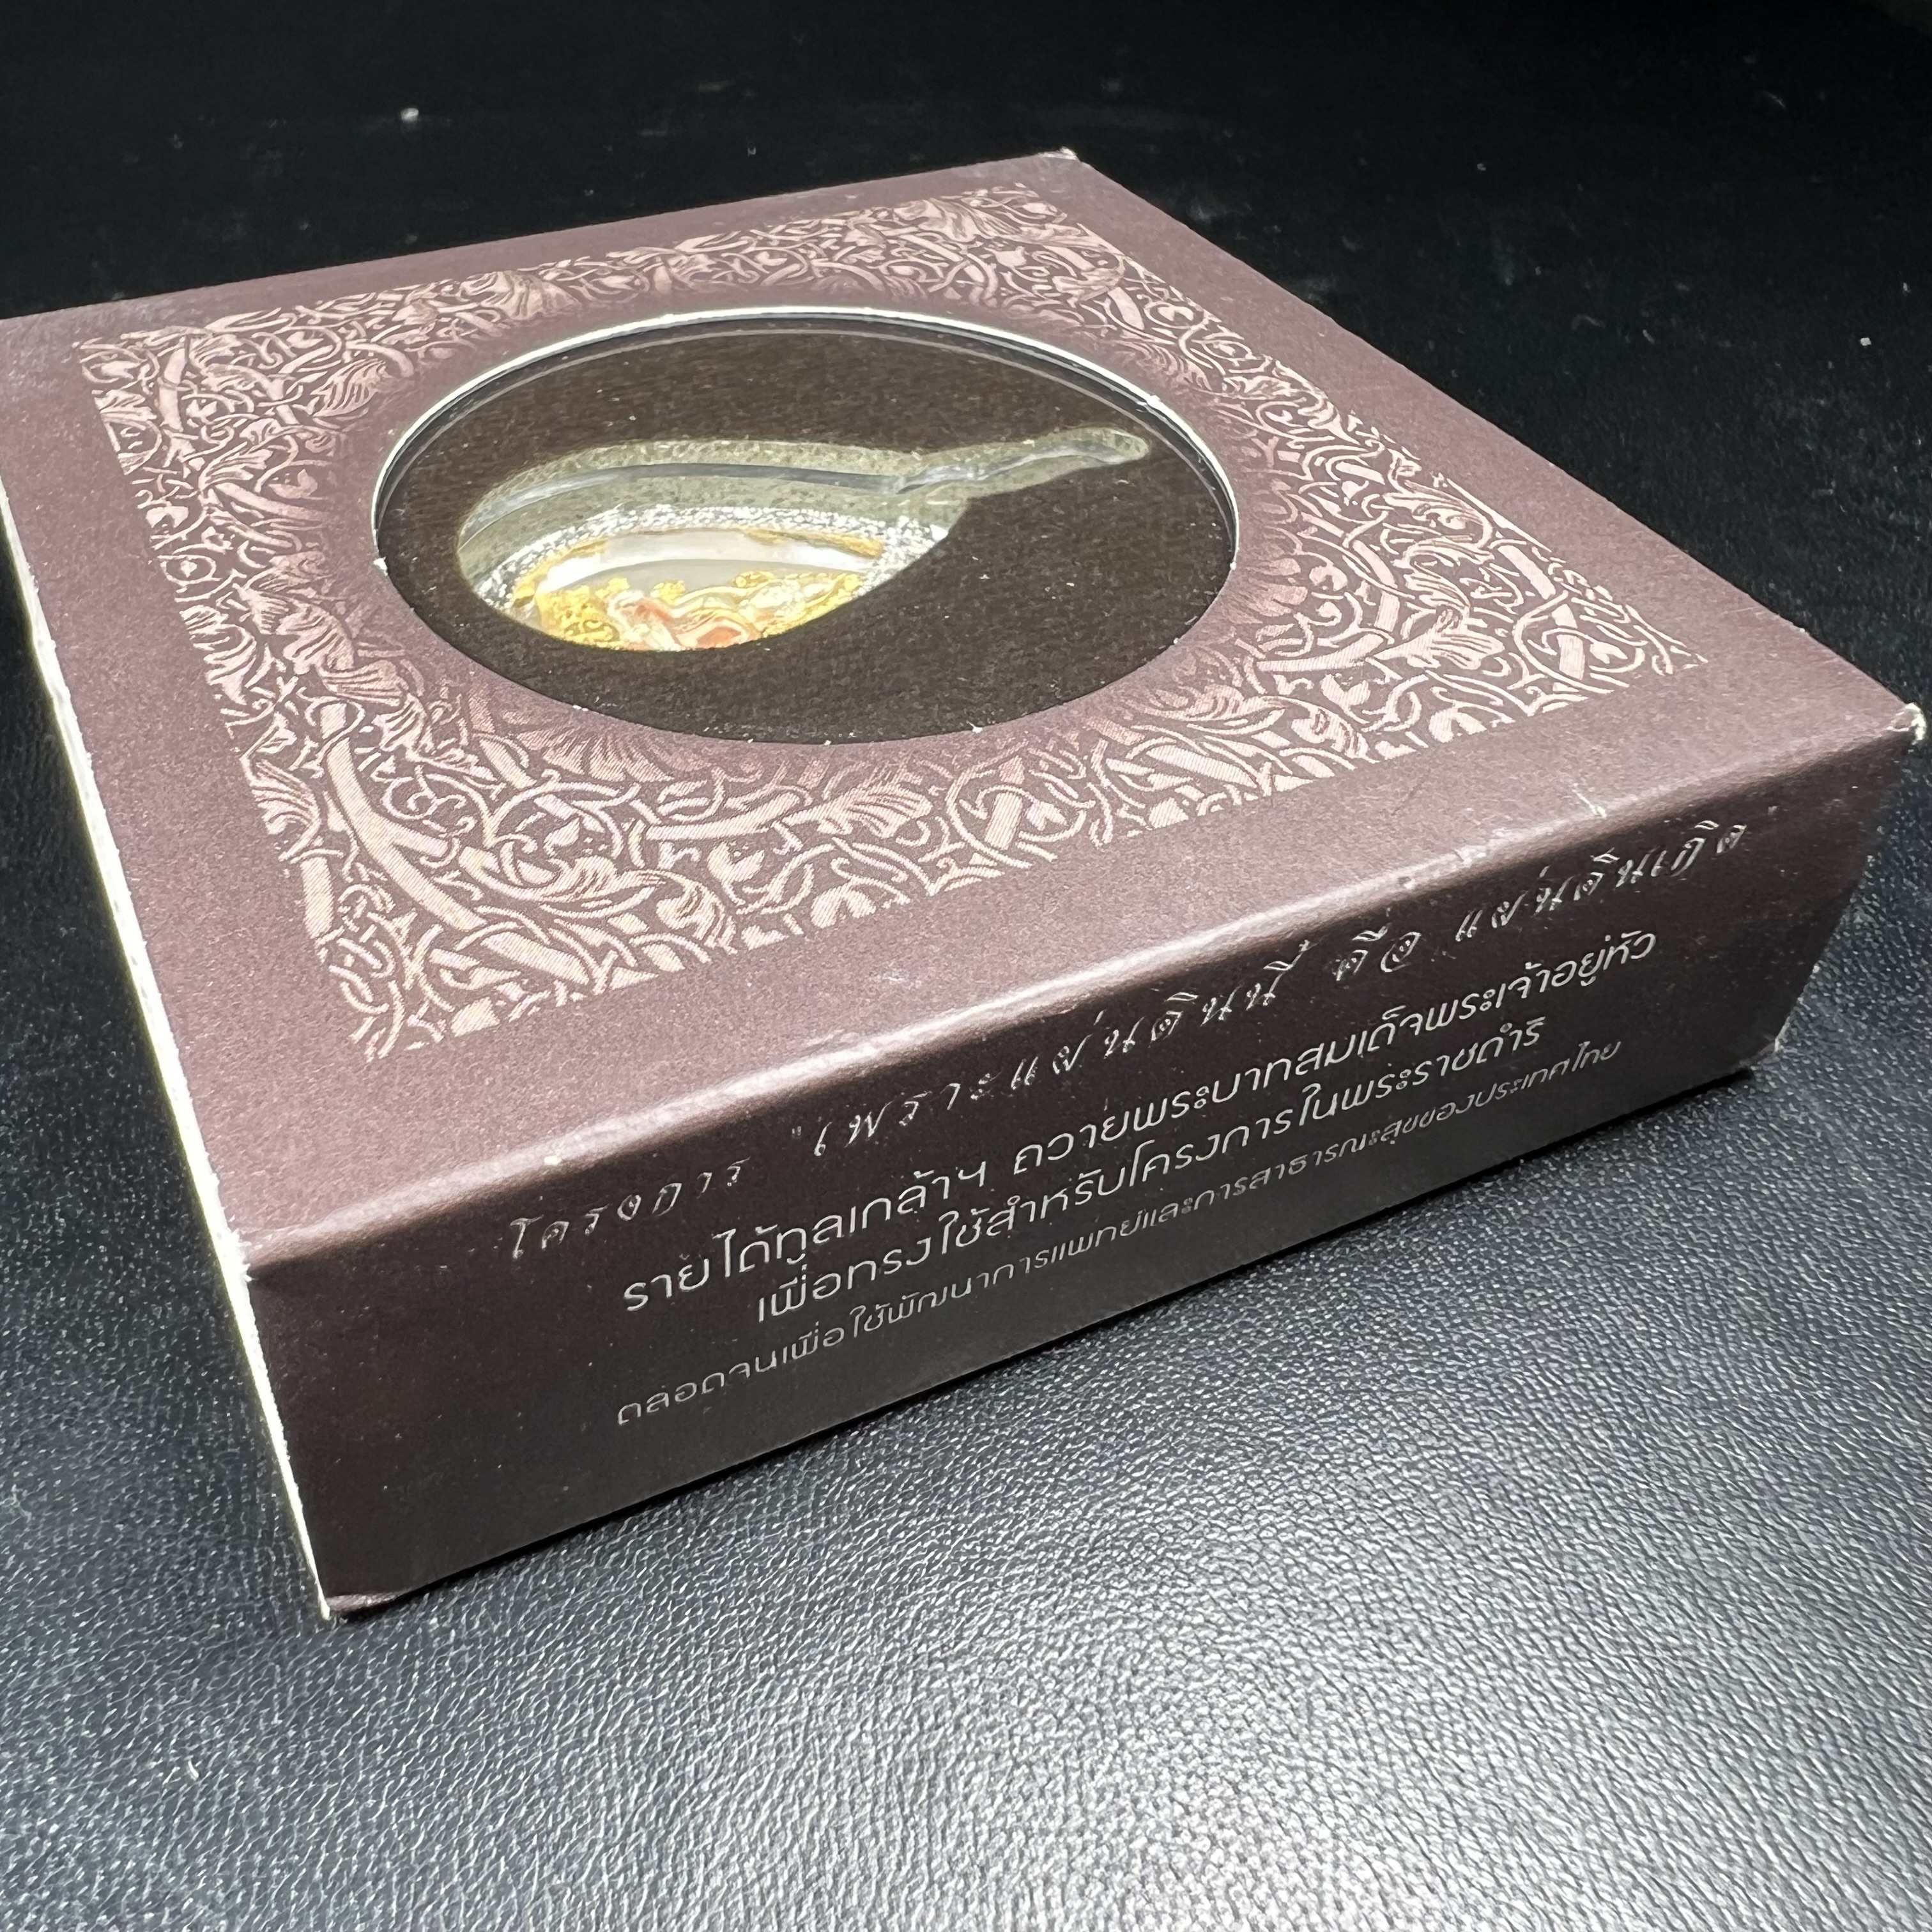 โครงการ "เพราะแผ่นดินนี้ คือ แผ่นดินเกิด"
รายได้ทูลเกล้าฯ ถวายพระบาทสมเด็จพระเจ้าอยู่หัว
เพื่อทรงใช้สำหรับโครงการในพระราชดำริ
ตลอดจนเพื่อใช้พัฒนาการแพทย์และการสาธารณะสุขของประเทศไทย